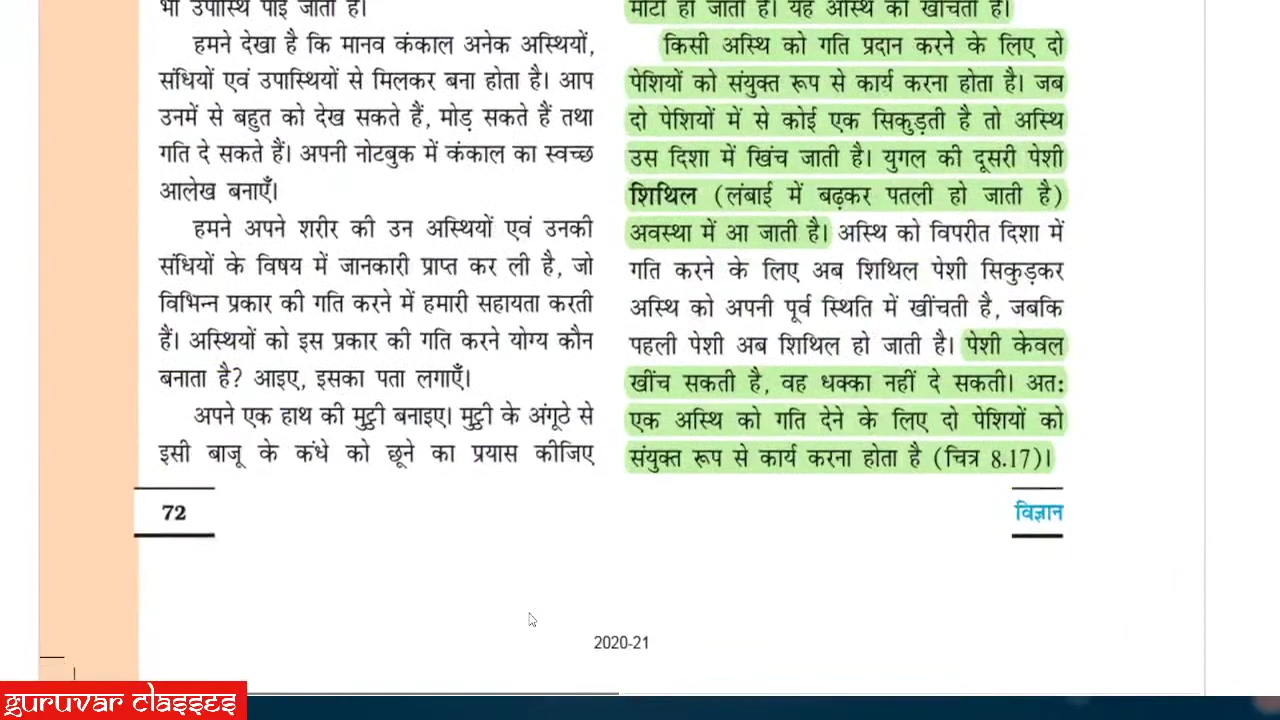 भी उपास्थि पाई जाती है।
हमने देखा है कि मानव कंकाल अनेक अस्थियों,
संधियों एवं उपास्थियों से मिलकर बना होता है। आप
उनमें से बहुत को देख सकते हैं, मोड़ सकते हैं तथा
गति दे सकते हैं। अपनी नोटबुक में कंकाल का स्वच्छ
आलेख बनाएँ।
हमने अपने शरीर की उन अस्थियों एवं उनकी
संधियों के विषय में जानकारी प्राप्त कर ली है, जो
विभिन्न प्रकार की गति करने में हमारी सहायता करती
हैं। अस्थियों को इस प्रकार की गति करने योग्य कौन
बनाता है? आइए, इसका पता लगाएँ।
अपने एक हाथ की मुट्ठी बनाइए। मुट्ठी के अंगूठे से
इसी बाजू के कंधे को छूने का प्रयास कीजिए
मोटी हो जाती है। यह अस्थि को खींचती है।
किसी अस्थि को गति प्रदान करने के लिए दो
पेशियों को संयुक्त रूप से कार्य करना होता है। जब
दो पेशियों में से कोई एक सिकुड़ती है तो अस्थि
उस दिशा में खिंच जाती है। युगल की दूसरी पेशी
शिथिल (लंबाई में बढ़कर पतली हो जाती है)
अवस्था में आ जाती है। अस्थि को विपरीत दिशा में
गति करने के लिए अब शिथिल पेशी सिकुड़कर
अस्थि को अपनी पूर्व स्थिति में खींचती है, जबकि
पहली पेशी अब शिथिल हो जाती है। पेशी केवल
खींच सकती है, वह धक्का नहीं दे सकती। अत:
एक अस्थि को गति देने के लिए दो पेशियों को
संयुक्त रूप से कार्य करना होता है (चित्र 8.17)।
72
विज्ञान
2020-21
guruvar classes